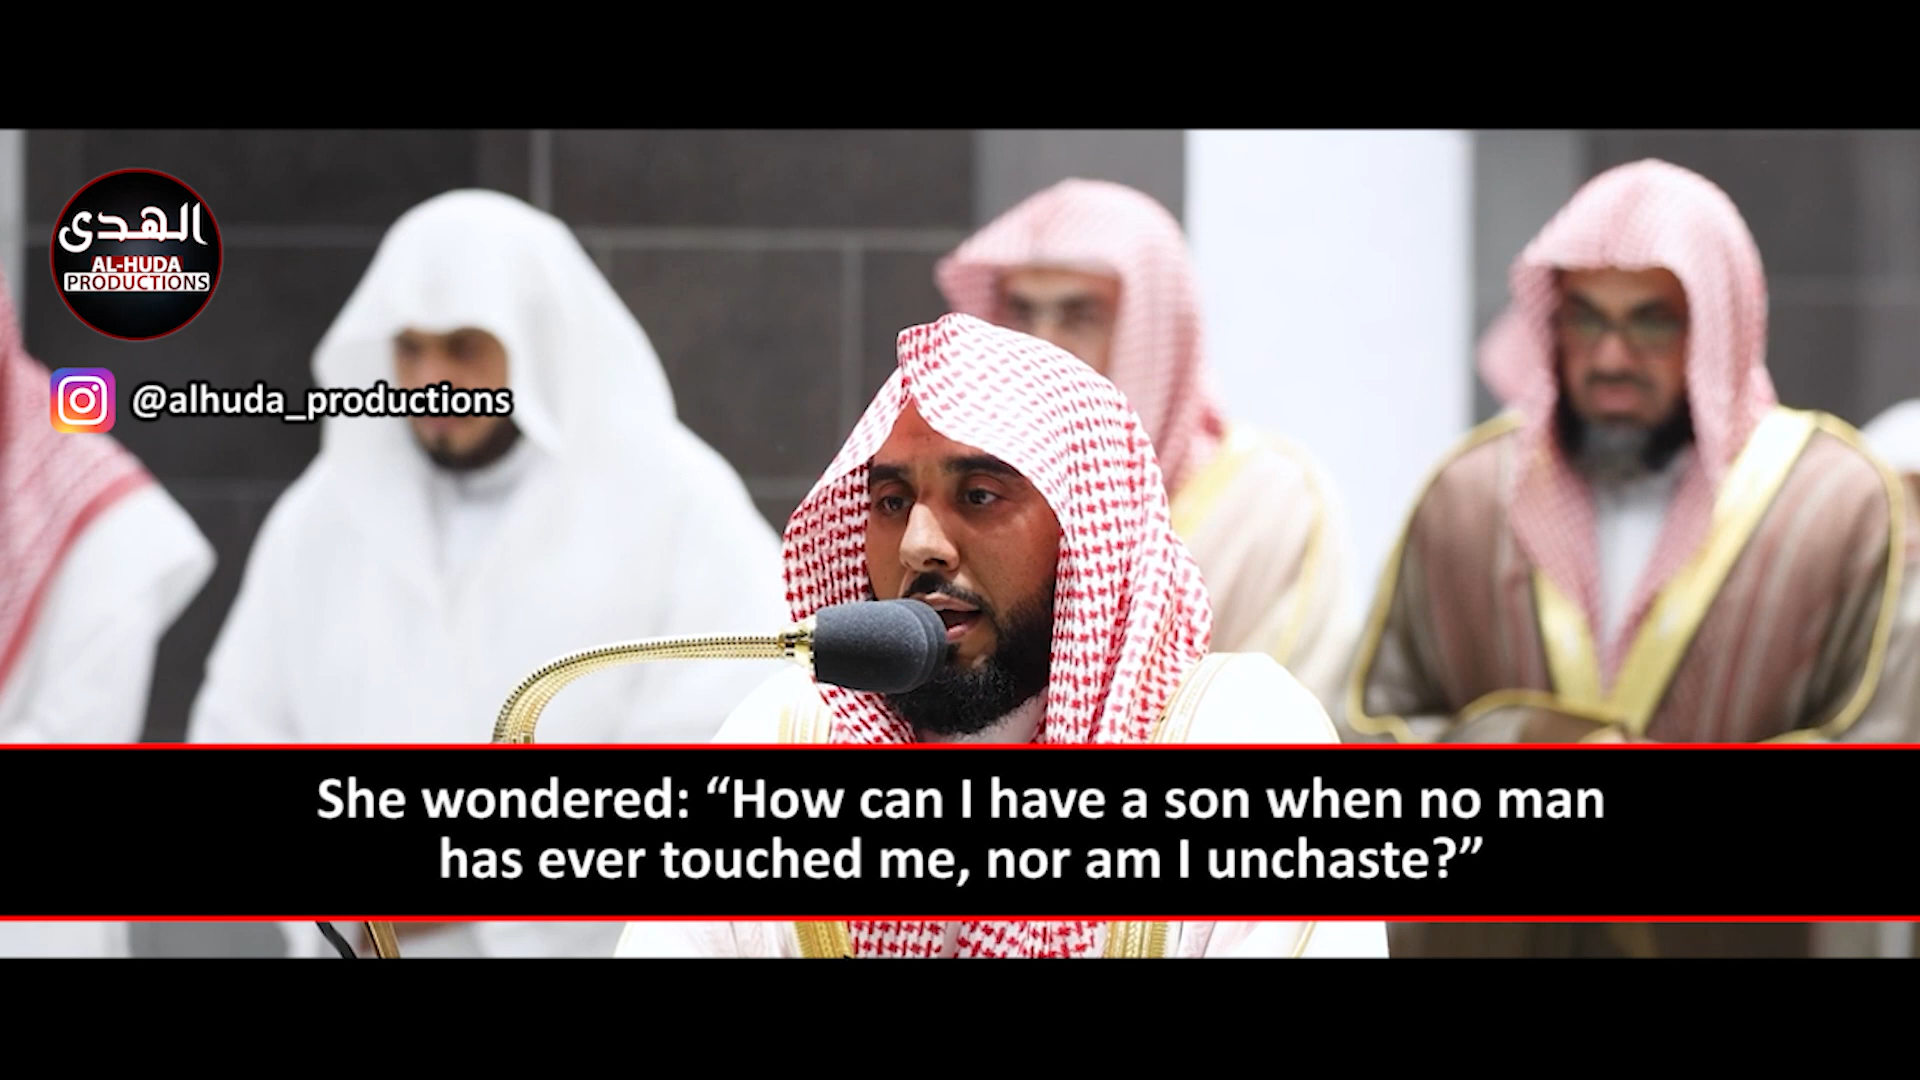 الهدى
AL-HUDA
PRODUCTIONS
@alhuda_productions
She wondered: “How can I have a son when no man
has ever touched me, nor am I unchaste?”